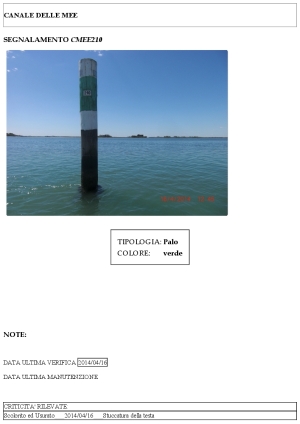 CANALE DELLE MEE
SEGNALAMENTO CMEE210
TIPOLOGIA: Palo
COLORE: verde
NOTE:
DATA ULTIMA VERIFICA 2014/04/16
DATA ULTIMA MANUTENZIONE
CRITICITA' RILEVATE
Scolorito ed Usurato 2014/04/16 Stuccatura della testa